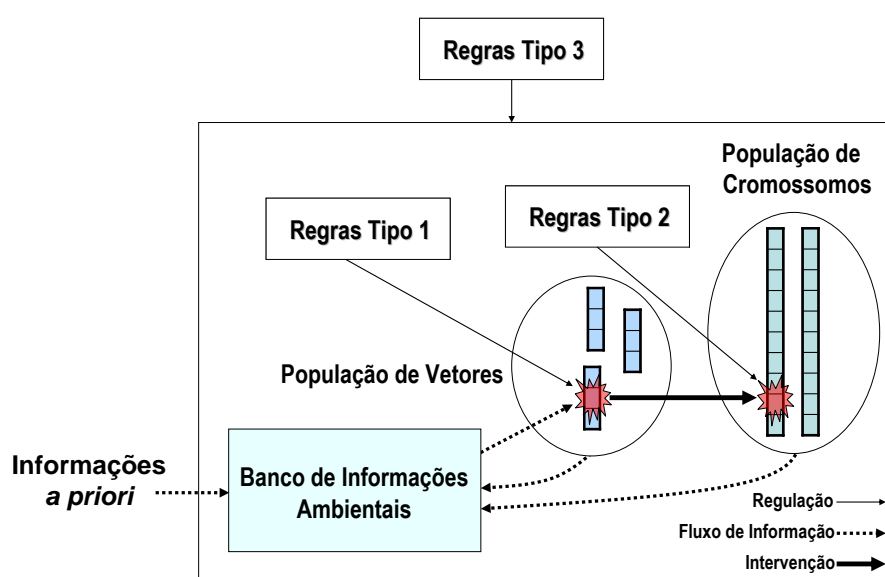 Regras Tipo 3
População de
Cromossomos
Regras Tipo 1
Regras Tipo 2
População de Vetores
Informações
a priori
Banco de Informações
Ambientais
Regulação
Fluxo de Informação
Intervenção